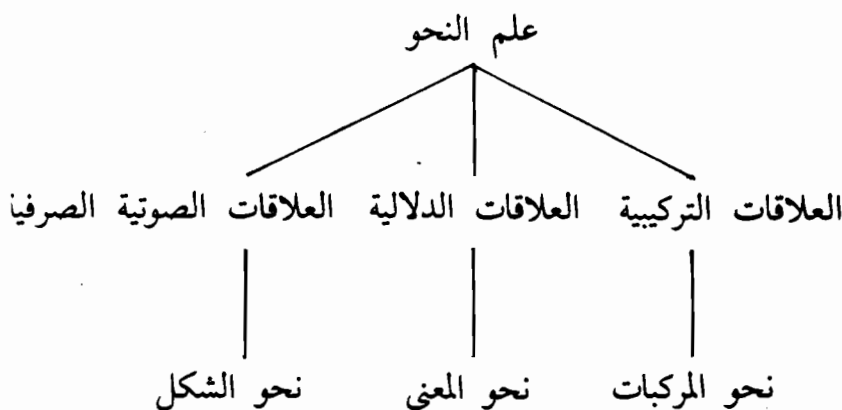 علم النحو
العلاقات التركيبية العلاقات الدلالية العلاقات الصوتية الصرفية
نحو المركبات نحو المعنى نحو الشكل